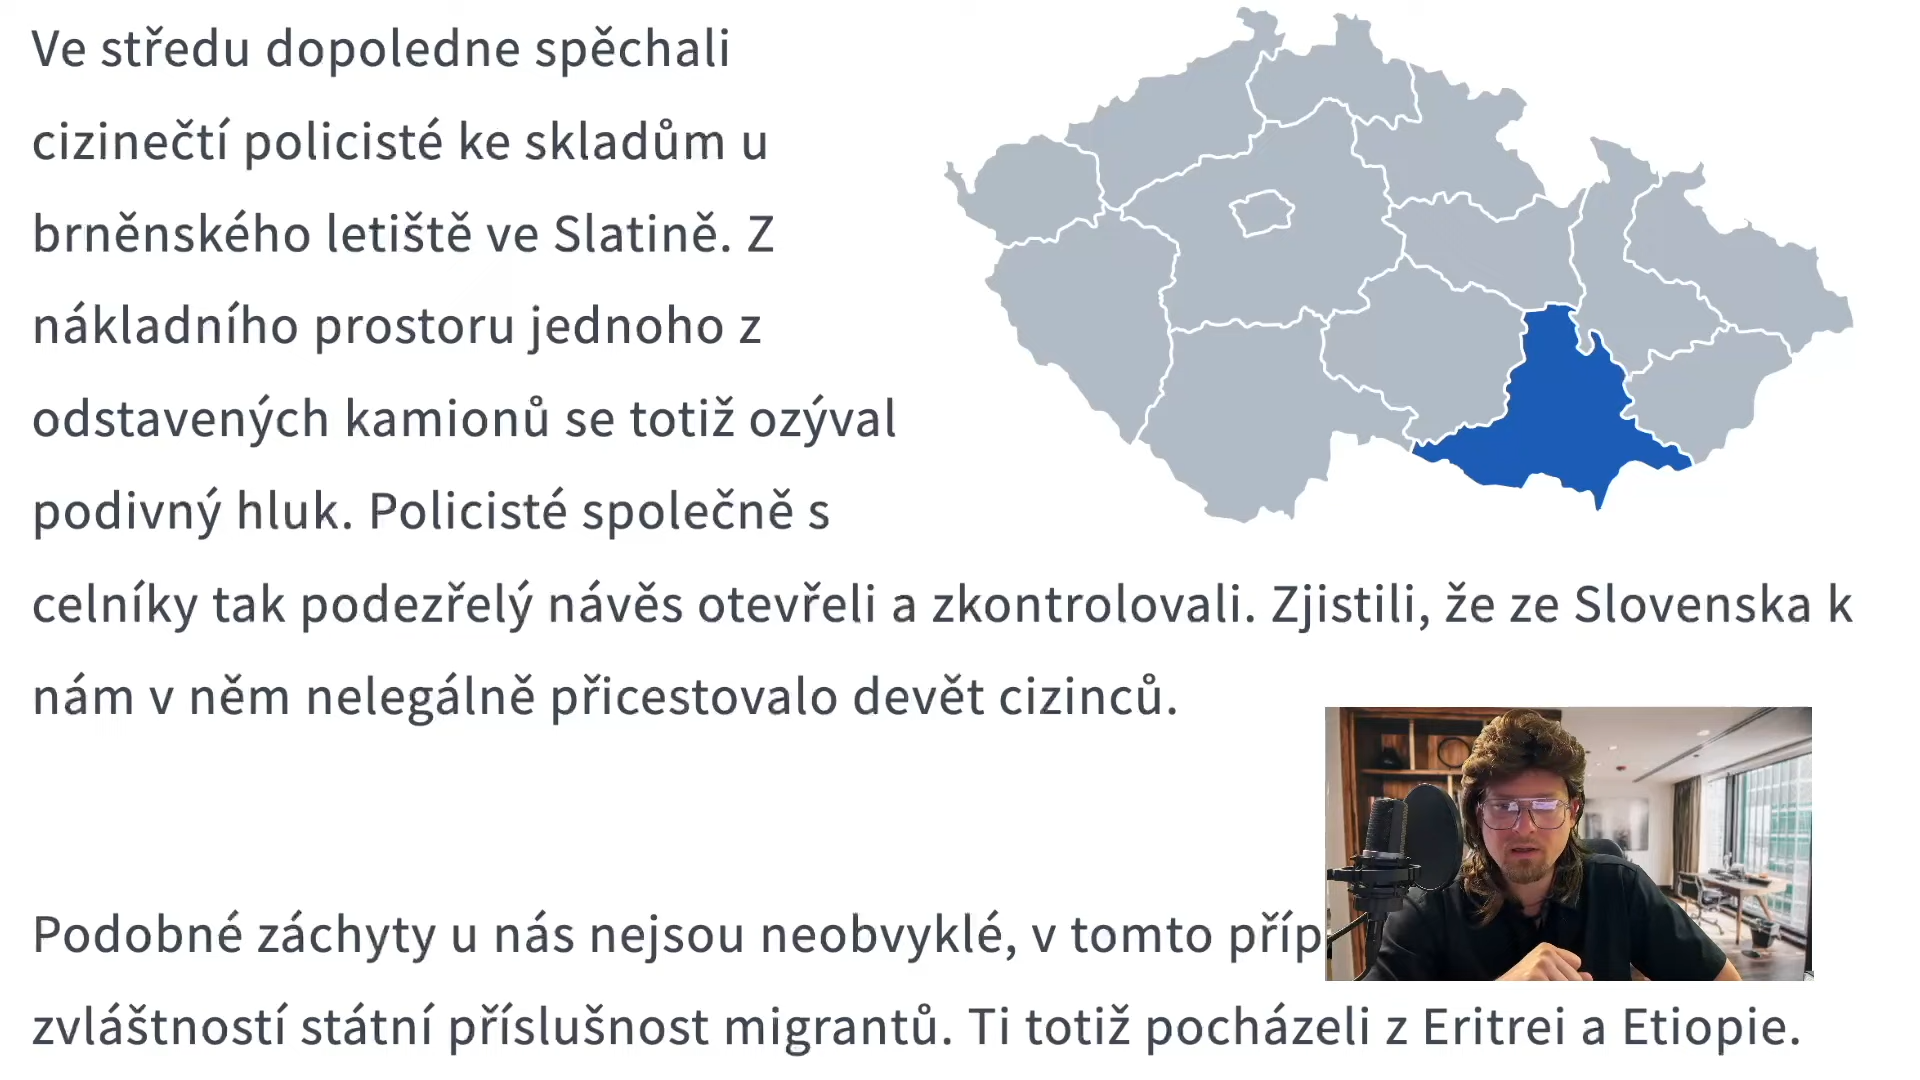 Ve středu dopoledne spěchali
cizinečtí policisté ke skladům u
brněnského letiště ve Slatině. Z
nákladního prostoru jednoho z
odstavených kamionů se totiž ozýval
podivný hluk. Policisté společně s
celníky tak podezřelý návěs otevřeli a zkontrolovali. Zjistili, že ze Slovenska k
nám v něm nelegálně přicestovalo devět cizinců.
Podobné záchyty u nás nejsou neobvyklé, v tomto příp
zvláštností státní příslušnost migrantů. Ti totiž pocházeli z Eritrei a Etiopie.